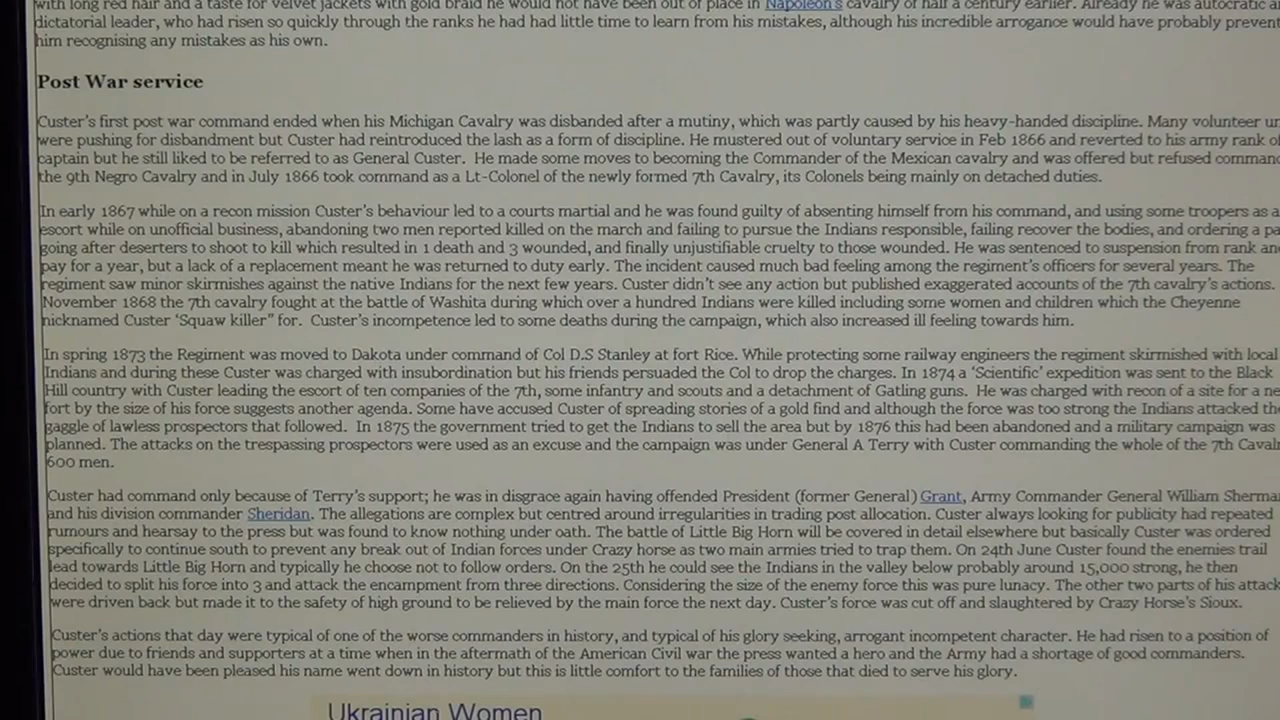 with long red hair and a taste for velvet jackets with gold braid he would not have been out of place in Napoleon's cavalry of half a century earlier. Already he was autocratic
dictatorial leader, who had risen so quickly through the ranks he had had little time to learn from his mistakes, although his incredible arrogance would have probably prevent
him recognising any mistakes as his own.
Post War service
Custer's first post war command ended when his Michigan Cavalry was disbanded after a mutiny, which was partly caused by his heavy-handed discipline. Many volunteer un
were pushing for disbandment but Custer had reintroduced the lash as a form of discipline. He mustered out of voluntary service in Feb 1866 and reverted to his army rank of
captain but he still liked to be referred to as General Custer. He made some moves to becoming the Commander of the Mexican cavalry and was offered but refused comman
the 9th Negro Cavalry and in July 1866 took command as a Lt-Colonel of the newly formed 7th Cavalry, its Colonels being mainly on detached duties.
In early 1867 while on a recon mission Custer's behaviour led to a courts martial and he was found guilty of absenting himself from his command, and using some troopers as a
escort while on unofficial business, abandoning two men reported killed on the march and failing to pursue the Indians responsible, failing recover the bodies, and ordering a pa
going after deserters to shoot to kill which resulted in 1 death and 3 wounded, and finally unjustifiable cruelty to those wounded. He was sentenced to suspension from rank an
pay for a year, but a lack of a replacement meant he was returned to duty early. The incident caused much bad feeling among the regiment's officers for several years. The
regiment saw minor skirmishes against the native Indians for the next few years. Custer didn't see any action but published exaggerated accounts of the 7th cavalry's actions.
November 1868 the 7th cavalry fought at the battle of Washita during which over a hundred Indians were killed including some women and children which the Cheyenne
nicknamed Custer 'Squaw killer" for. Custer's incompetence led to some deaths during the campaign, which also increased ill feeling towards him.
In spring 1873 the Regiment was moved to Dakota under command of Col D.S Stanley at fort Rice. While protecting some railway engineers the regiment skirmished with local
Indians and during these Custer was charged with insubordination but his friends persuaded the Col to drop the charges. In 1874 a 'Scientific' expedition was sent to the Black
Hill country with Custer leading the escort of ten companies of the 7th, some infantry and scouts and a detachment of Gatling guns. He was charged with recon of a site for a ne
fort by the size of his force suggests another agenda. Some have accused Custer of spreading stories of a gold find and although the force was too strong the Indians attacked th
gaggle of lawless prospectors that followed. In 1875 the government tried to get the Indians to sell the area but by 1876 this had been abandoned and a military campaign was
planned. The attacks on the trespassing prospectors were used as an excuse and the campaign was under General A Terry with Custer commanding the whole of the 7th Cavalr
600 men.
Custer had command only because of Terry's support; he was in disgrace again having offended President (former General) Grant, Army Commander General William Sherma
and his division commander Sheridan. The allegations are complex but centred around irregularities in trading post allocation. Custer always looking for publicity had repeated
rumours and hearsay to the press but was found to know nothing under oath. The battle of Little Big Horn will be covered in detail elsewhere but basically Custer was ordered
specifically to continue south to prevent any break out of Indian forces under Crazy horse as two main armies tried to trap them. On 24th June Custer found the enemies trail
lead towards Little Big Horn and typically he choose not to follow orders. On the 25th he could see the Indians in the valley below probably around 15,000 strong, he then
decided to split his force into 3 and attack the encampment from three directions. Considering the size of the enemy force this was pure lunacy. The other two parts of his attack
were driven back but made it to the safety of high ground to be relieved by the main force the next day. Custer's force was cut off and slaughtered by Crazy Horse's Sioux.
Custer's actions that day were typical of one of the worse commanders in history, and typical of his glory seeking, arrogant incompetent character. He had risen to a position of
power due to friends and supporters at a time when in the aftermath of the American Civil war the press wanted a hero and the Army had a shortage of good commanders.
Custer would have been pleased his name went down in history but this is little comfort to the families of those that died to serve his glory.
Ukrainian Women